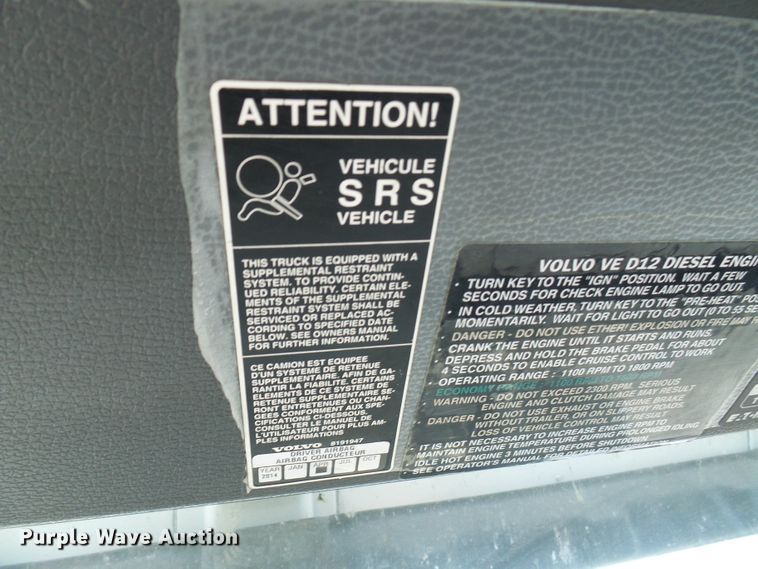 ATTENTION!
VEHICULE
SRS
VEHICLE
THIS TRUCK IS EQUIPPED WITH A
SUPPLEMENTAL RESTRAINT
SYSTEM. TO PROVIDE CONTIN-
UED RELIABILITY. CERTAIN ELE-
MENTS OF THE SUPPLEMENTAL
RESTRAINT SYSTEM SHALL BE
SERVICED OR REPLACED AC-
CORDING TO SPECIFIED DATE
BELOW. SEE OWNERS MANUAL
FOR FURTHER INFORMATION.
CE CAMION EST EQUIPEE
D'UN SYSTEME DE RETENUE
SUPPLEMENTAIRE. AFIN DE GA-
RANTIR LA FIABILITE. CERTAINS
ELEMENTS DE CE SYSTEME DE
RETENUE SUPPLEMENTAIRE SE-
RONT ENTRETENUES OU CHAN-
GEES CONFORMENT AUX SPE-
CIFICATIONS CI-DESSOUS.
CONSULTER LE MANUEL DE
L'UTILISATEUR POUR PLUS AM-
PLES INFORMATIONS
VOLVO 8191947
DRIVER AIRBAG
AIRBAG CONDUCTEUR
YEAR JAN APR JUL OCT
2014
VOLVO VE D12 DIESEL ENGI
• TURN KEY TO THE "IGN" POSITION. WAIT A FEW
SECONDS FOR CHECK ENGINE LAMP TO GO OUT.
• IN COLD WEATHER, TURN KEY TO THE "PRE-HEAT" POS
MOMENTARILY. WAIT FOR LIGHT TO GO OUT (0 TO 55 SE
DANGER - DO NOT USE ETHER! EXPLOSION OR FIRE MAY R
• CRANK THE ENGINE UNTIL IT STARTS AND RUNS.
• DEPRESS AND HOLD THE BRAKE PEDAL FOR ABOUT
4 SECONDS TO ENABLE CRUISE CONTROL TO WORK
• OPERATING RANGE - 1100 RPM TO 1800 RPM
ECONOMY RANGE - 1100 RPM TO
WARNING - DO NOT EXCEED 2300 RPM. SERIOUS
ENGINE AND CLUTCH DAMAGE MAY RESULT
• DANGER - DO NOT USE EXHAUST OR ENGINE BRAKE
WITHOUT TRAILER, OR ON SLIPPERY ROADS.
LOSS OF VEHICLE CONTROL MAY RESULT
• IT IS NOT NECESSARY TO INCREASE ENGINE RPM TO
MAINTAIN ENGINE TEMPERATURE DURING PROLONGED IDLING
• IDLE HOT ENGINE 3 MINUTES BEFORE SHUTDOWN.
• SEE OPERATOR'S MANUAL FOR DETAILED
Purple Wave Auction